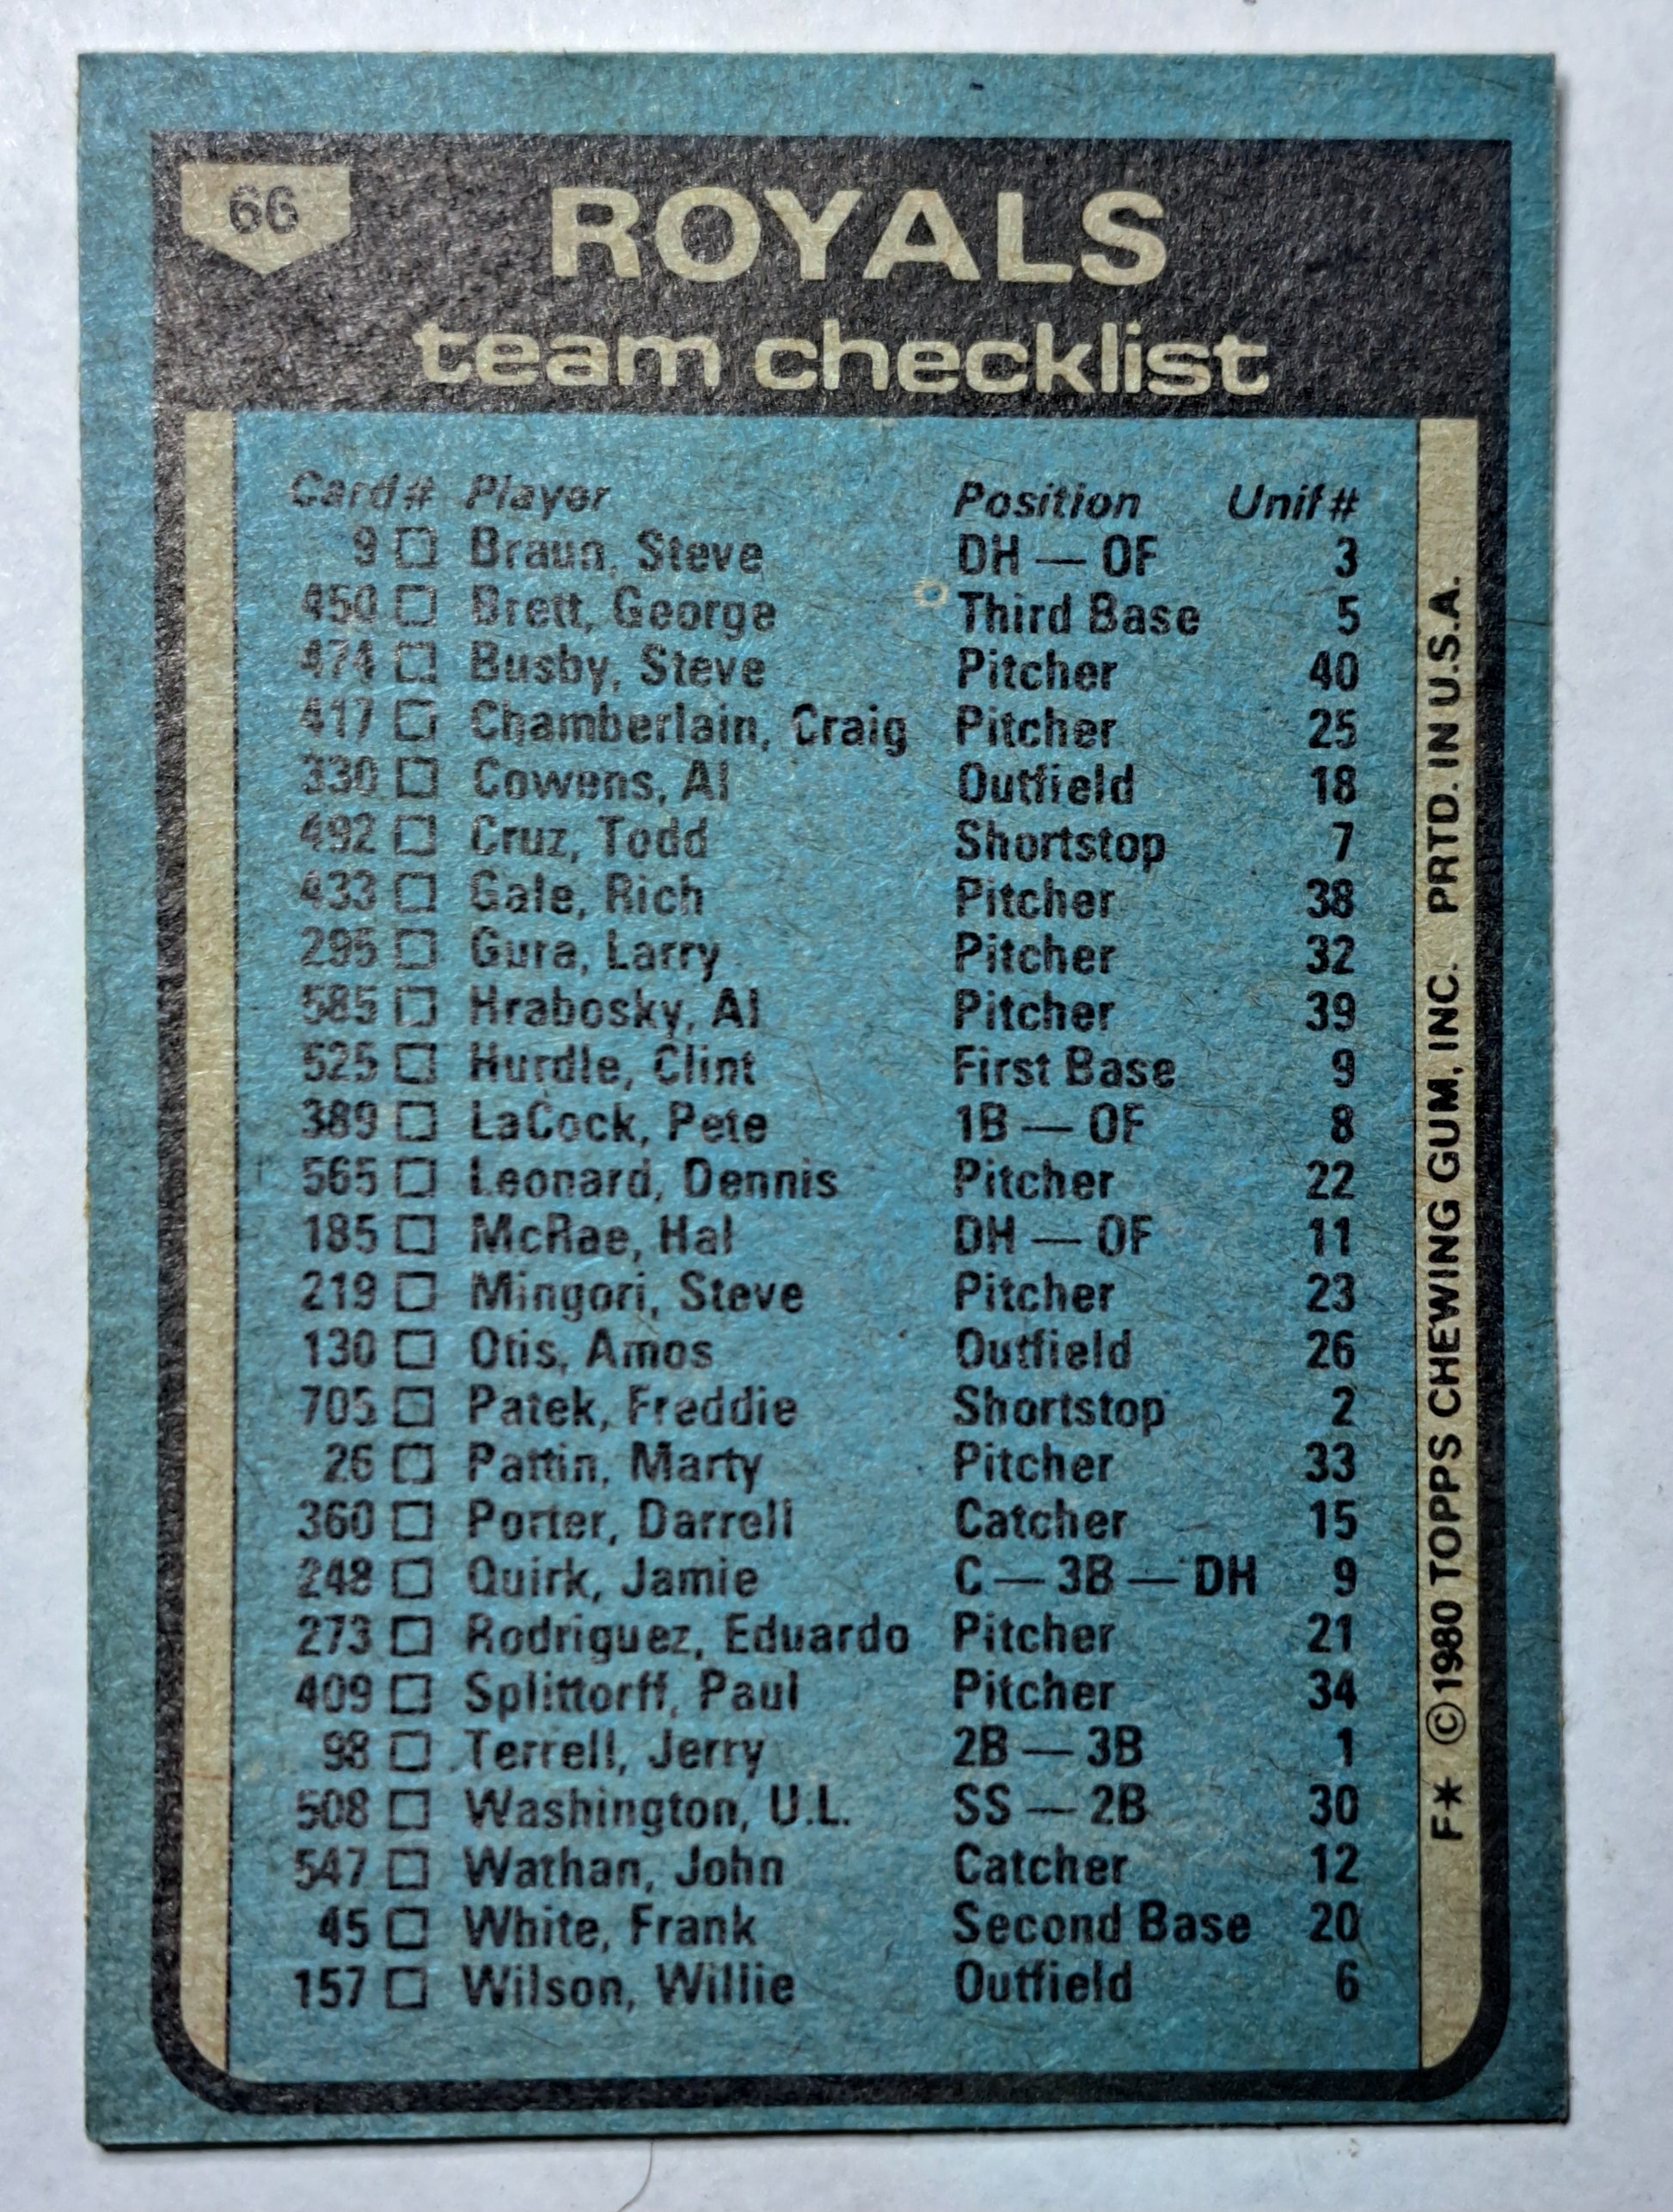 66
ROYALS
team checklist
Card# Player Position Unif#
9 □ Braun, Steve DH — OF 3
450 □ Brett, George Third Base 5
474 □ Busby, Steve Pitcher 40
417 □ Chamberlain, Craig Pitcher 25
330 □ Cowens, Al Outfield 18
492 □ Cruz, Todd Shortstop 7
433 □ Gale, Rich Pitcher 38
295 □ Gura, Larry Pitcher 32
585 □ Hrabosky, Al Pitcher 39
525 □ Hurdle, Clint First Base 9
389 □ LaCock, Pete 1B — OF 8
565 □ Leonard, Dennis Pitcher 22
185 □ McRae, Hal DH — OF 11
219 □ Mingori, Steve Pitcher 23
130 □ Otis, Amos Outfield 26
705 □ Patek, Freddie Shortstop 2
26 □ Pattin, Marty Pitcher 33
360 □ Porter, Darrell Catcher 15
248 □ Quirk, Jamie C — 3B — DH 9
273 □ Rodriguez, Eduardo Pitcher 21
409 □ Splittorff, Paul Pitcher 34
98 □ Terrell, Jerry 2B — 3B 1
508 □ Washington, U.L. SS — 2B 30
547 □ Wathan, John Catcher 12
45 □ White, Frank Second Base 20
157 □ Wilson, Willie Outfield 6
F* ©1980 TOPPS CHEWING GUM, INC. PRTD. IN U.S.A.